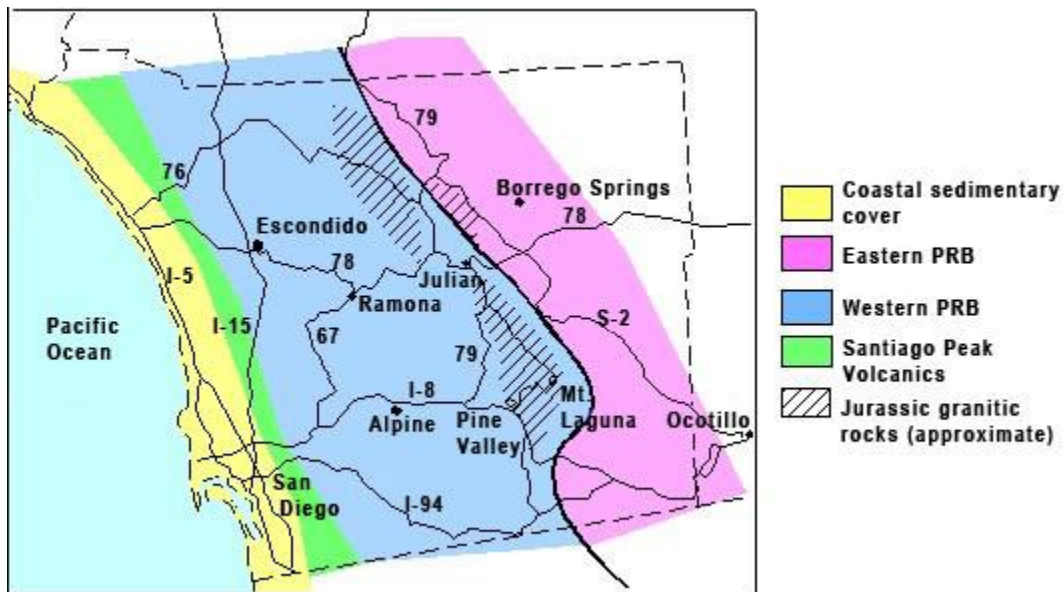 79
76
Borrego Springs
78
Escondido
I-5
78
Julian
Ramona
Pacific
Ocean
I-15
67
S-2
79
I-8
Mt.
Laguna
Alpine
Pine
Valley
Ocotillo
San
Diego
I-94
Coastal sedimentary
cover
Eastern PRB
Western PRB
Santiago Peak
Volcanics
Jurassic granitic
rocks (approximate)